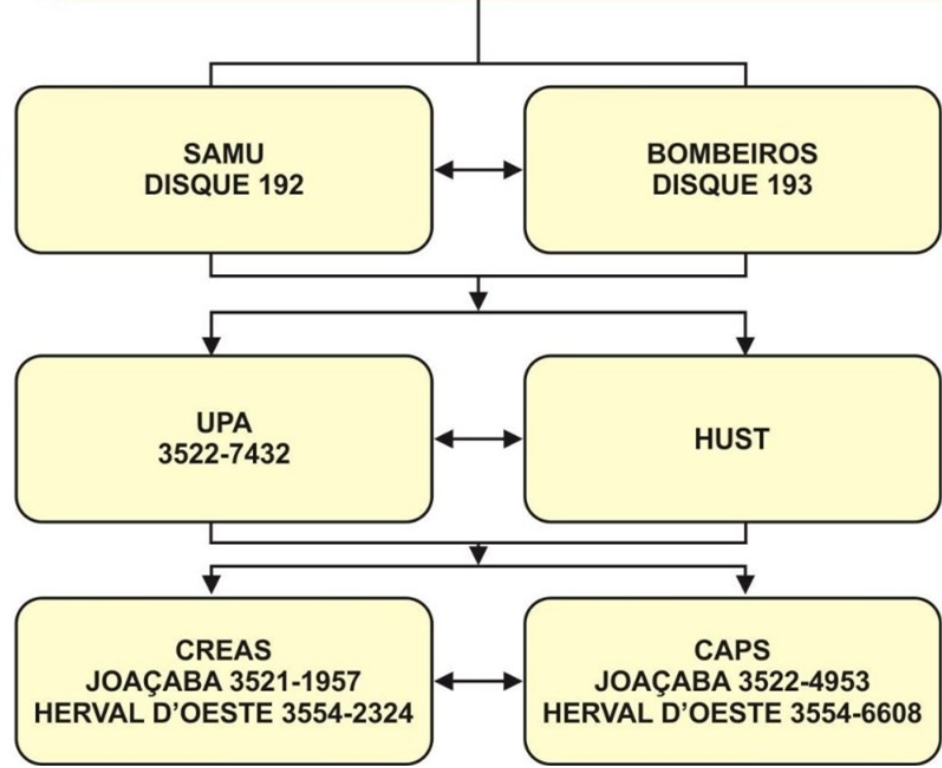 SAMU
DISQUE 192
BOMBEIROS
DISQUE 193
UPA
3522-7432
HUST
CREAS
JOAÇABA 3521-1957
HERVAL D’OESTE 3554-2324
CAPS
JOAÇABA 3522-4953
HERVAL D’OESTE 3554-6608